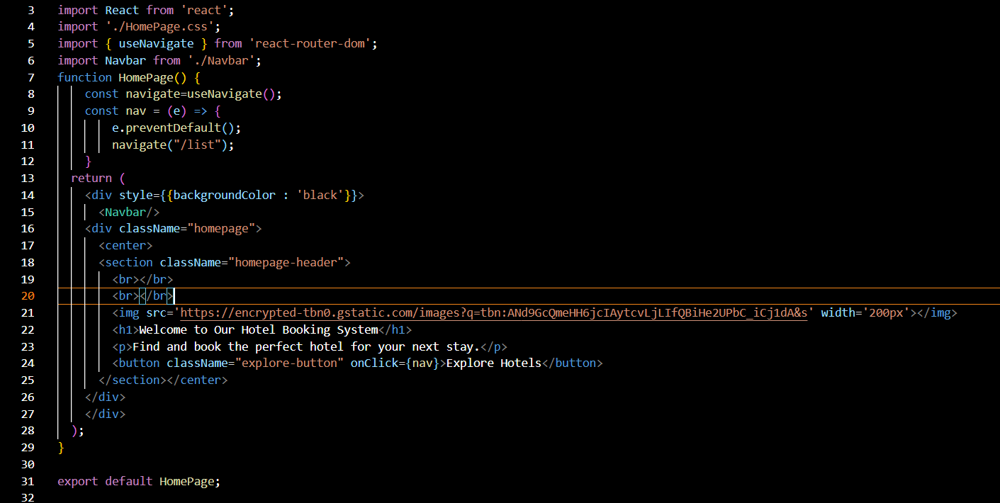 3 import React from 'react';
4 import './HomePage.css';
5 import { useNavigate } from 'react-router-dom';
6 import Navbar from './Navbar';
7 function HomePage() {
8 const navigate=useNavigate();
9 const nav = (e) => {
10 e.preventDefault();
11 navigate("/list");
12 }
13 return (
14 <div style={{backgroundColor : 'black'}}>
15 <Navbar/>
16 <div className="homepage">
17 <center>
18 <section className="homepage-header">
19 <br></br>
20 <br></br>
21 <img src='https://encrypted-tbn0.gstatic.com/images?q=tbn:ANd9GcQmeHH6jcIAytcvLjLIfQBiHe2UPbC_iCj1dA&s' width='200px'></img>
22 <h1>Welcome to Our Hotel Booking System</h1>
23 <p>Find and book the perfect hotel for your next stay.</p>
24 <button className="explore-button" onClick={nav}>Explore Hotels</button>
25 </section></center>
26 </div>
27 </div>
28 );
29 }
30
31 export default HomePage;
32